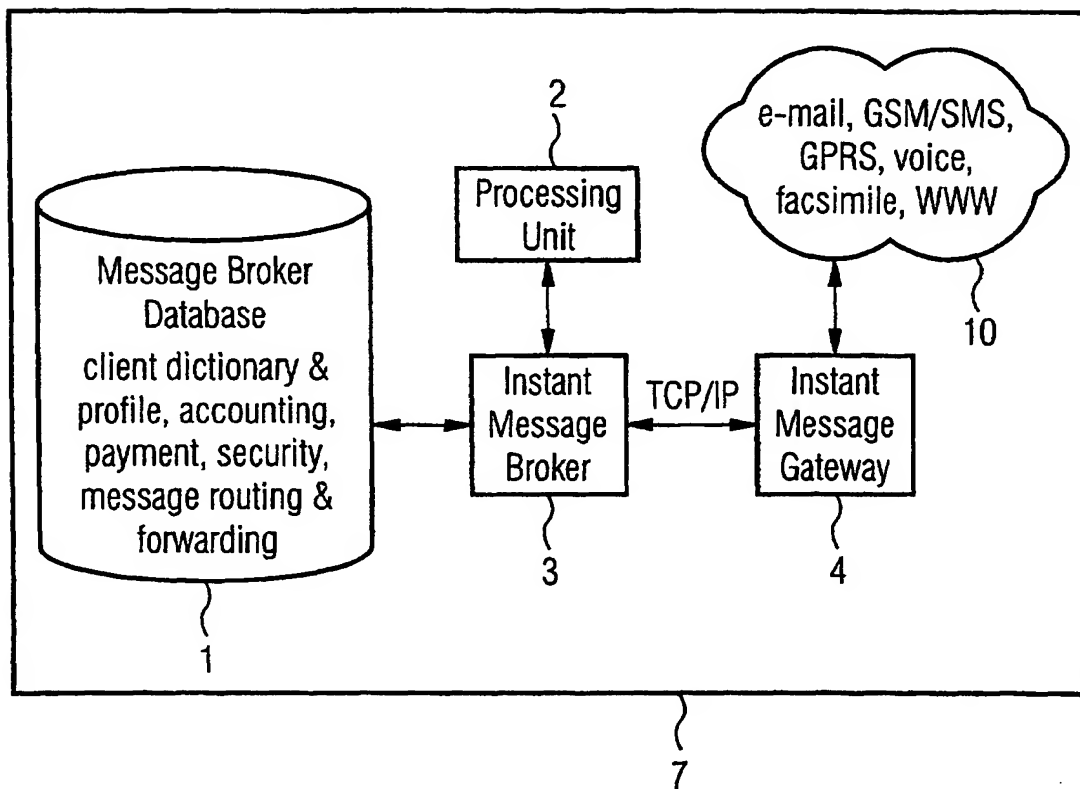 Message Broker
Database
client dictionary &
profile, accounting,
payment, security,
message routing &
forwarding
1
2
Processing
Unit
Instant
Message
Broker
3
TCP/IP
Instant
Message
Gateway
4
e-mail, GSM/SMS,
GPRS, voice,
facsimile, WWW
10
7